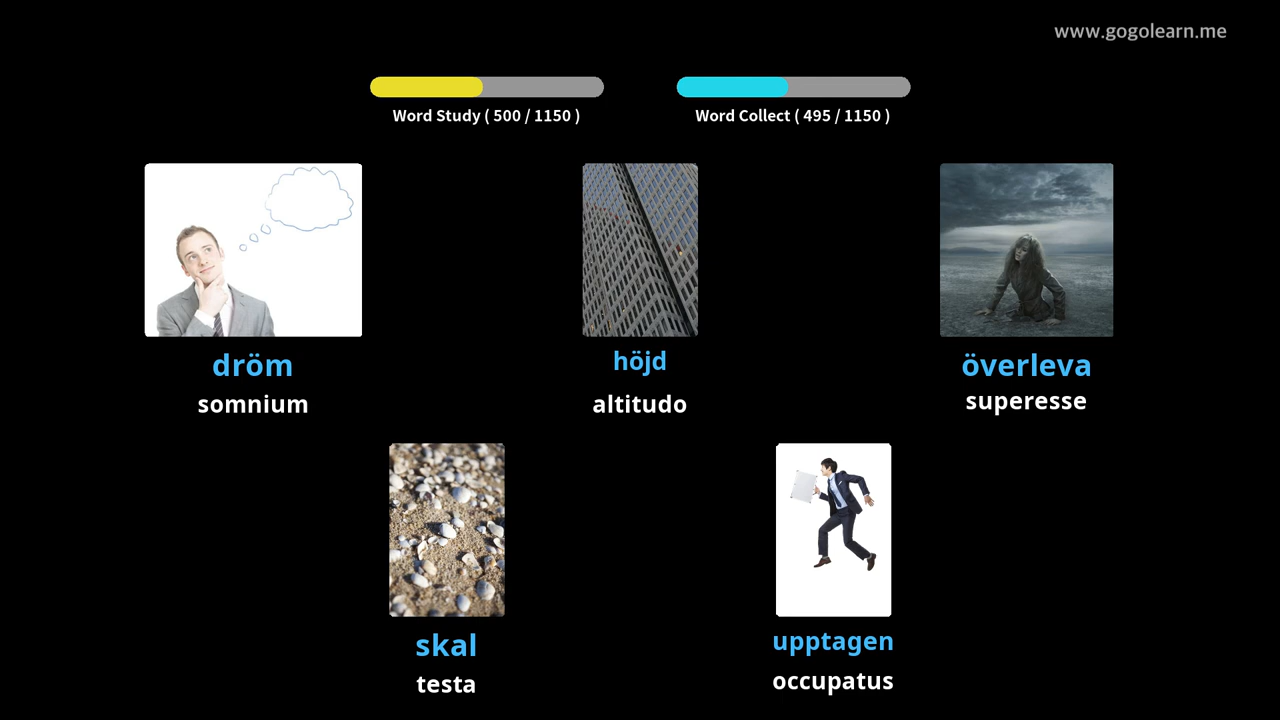 www.gogolearn.me
Word Study ( 500 / 1150 )
Word Collect ( 495 / 1150 )
dröm
somnium
höjd
altitudo
överleva
superesse
skal
testa
upptagen
occupatus